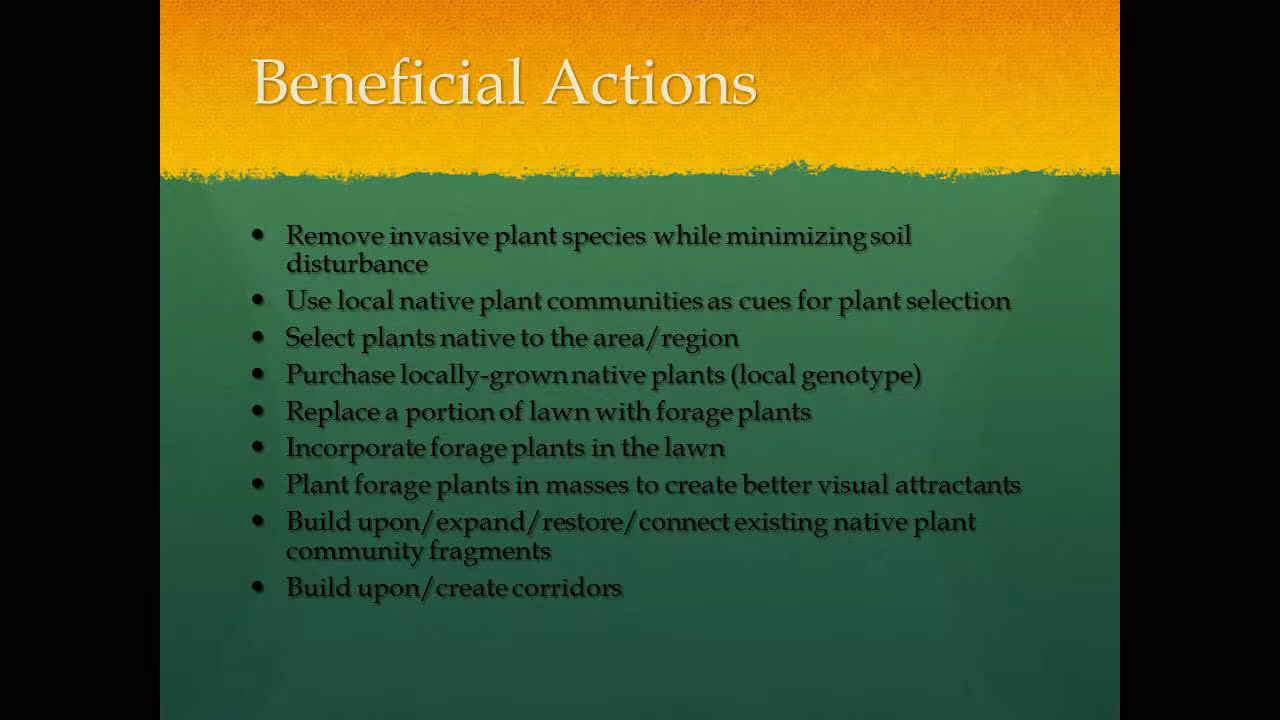 Beneficial Actions
• Remove invasive plant species while minimizing soil
disturbance
• Use local native plant communities as cues for plant selection
• Select plants native to the area/region
• Purchase locally-grown native plants (local genotype)
• Replace a portion of lawn with forage plants
• Incorporate forage plants in the lawn
• Plant forage plants in masses to create better visual attractants
• Build upon/expand/restore/connect existing native plant
community fragments
• Build upon/create corridors